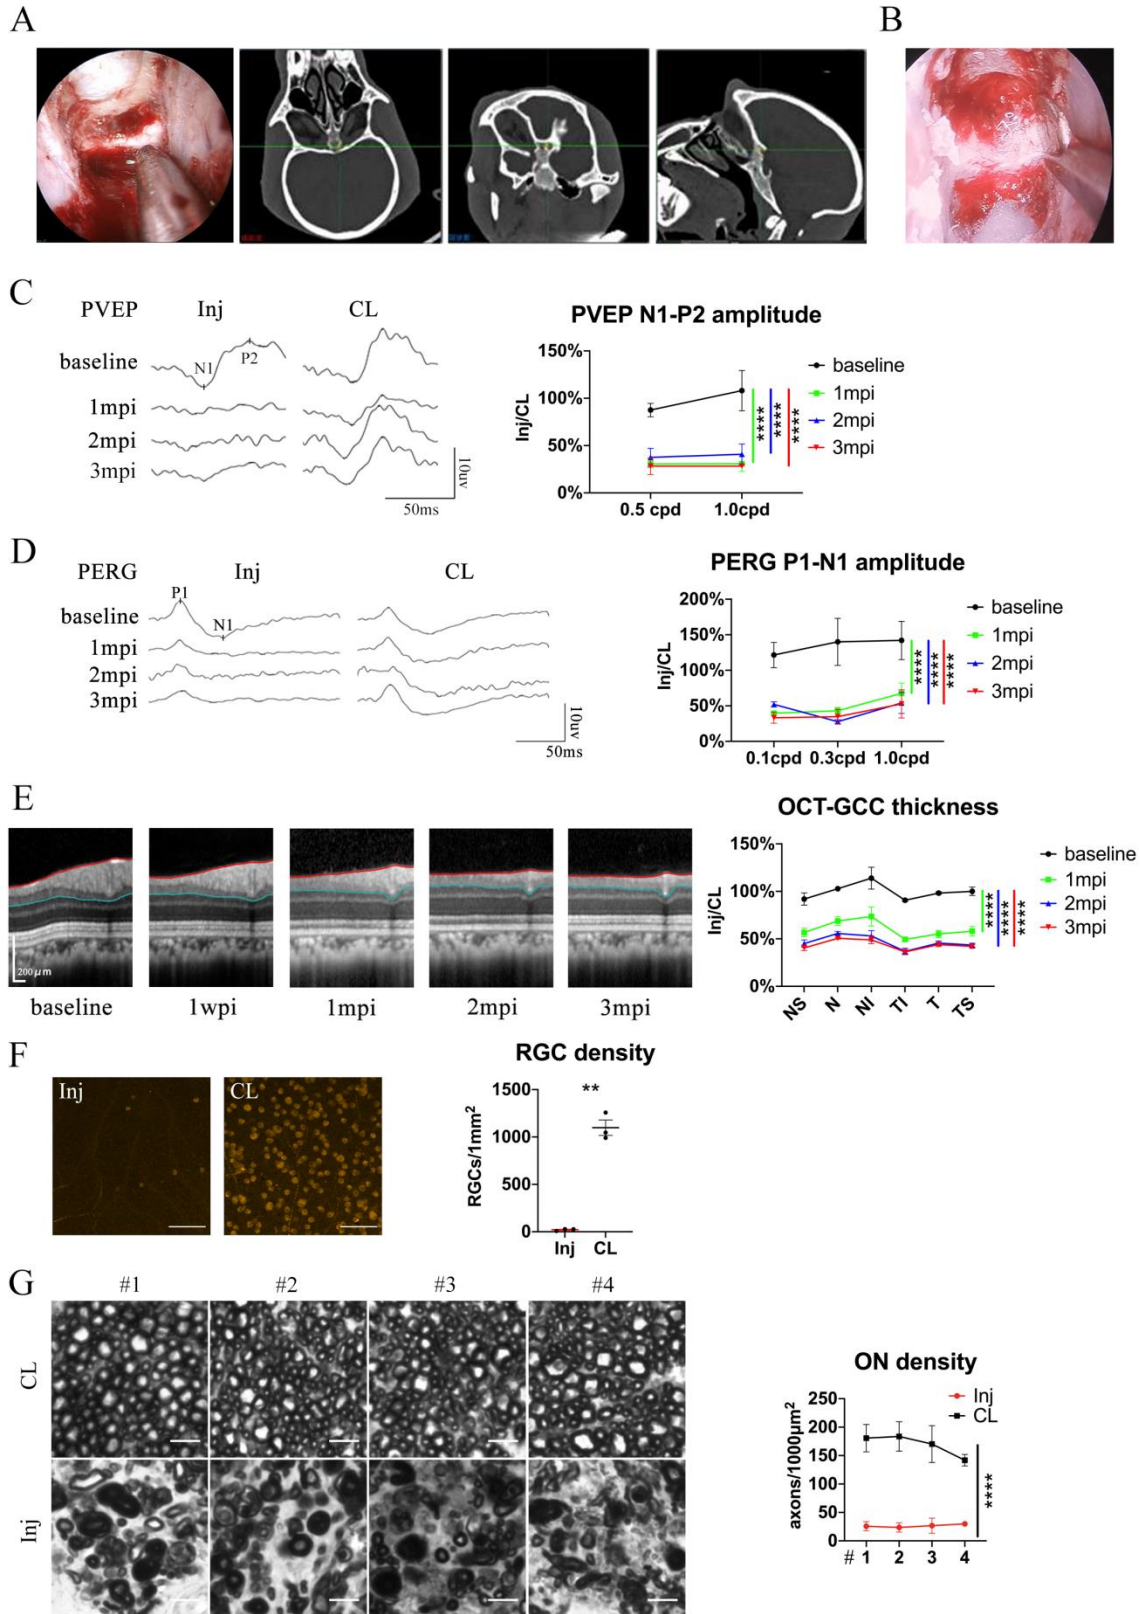 A
B
C
PVEP
Inj
CL
baseline
N1
P2
1mpi
2mpi
3mpi
10uv
50ms
PVEP N1-P2 amplitude
150%
100%
50%
0%
Inj/CL
0.5 cpd
1.0cpd
baseline
1mpi
2mpi
3mpi
****
****
****
D
PERG
Inj
CL
P1
N1
baseline
1mpi
2mpi
3mpi
10uv
50ms
PERG P1-N1 amplitude
200%
150%
100%
50%
0%
Inj/CL
0.1cpd
0.3cpd
1.0cpd
baseline
1mpi
2mpi
3mpi
****
****
****
E
200μm
baseline
1wpi
1mpi
2mpi
3mpi
OCT-GCC thickness
150%
100%
50%
0%
Inj/CL
NS
N
NI
TI
T
TS
baseline
1mpi
2mpi
3mpi
****
****
****
F
Inj
CL
RGC density
1500
1000
500
0
RGCs/1mm²
**
Inj
CL
G
#1
#2
#3
#4
CL
Inj
ON density
250
200
150
100
50
0
axons/1000μm²
Inj
CL
****
# 1 2 3 4